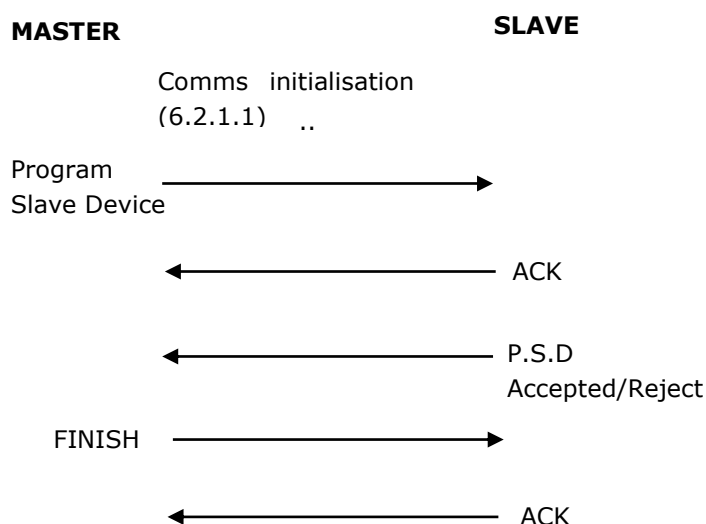 MASTER SLAVE
Comms initialisation
(6.2.1.1) ..
Program
Slave Device
ACK
P.S.D
Accepted/Reject
FINISH
ACK